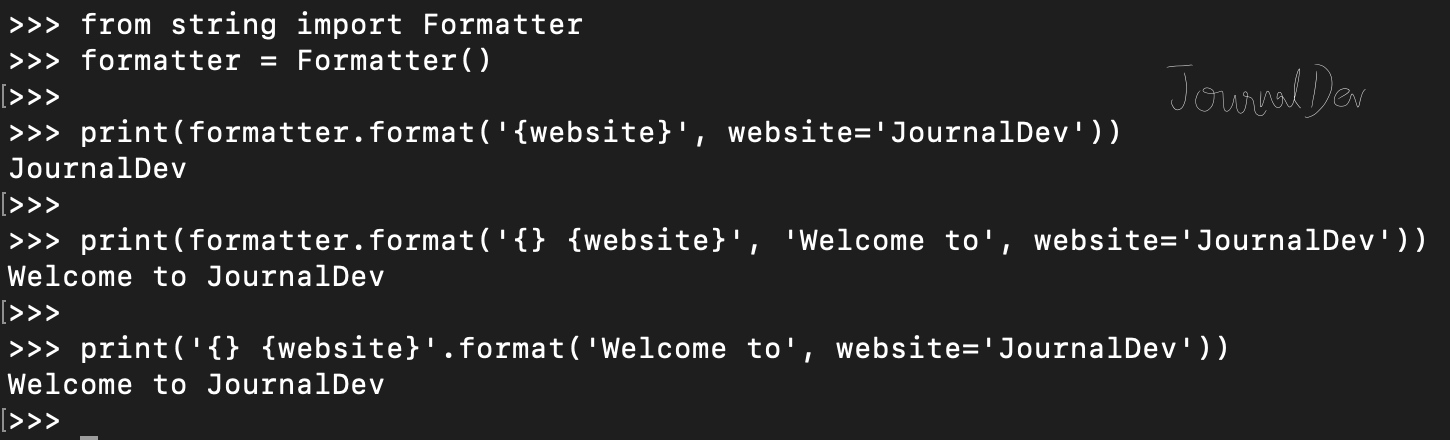 >>> from string import Formatter
>>> formatter = Formatter()
[>>>
JournalDev
>>> print(formatter.format('{website}', website='JournalDev'))
JournalDev
[>>>
>>> print(formatter.format('{} {website}', 'Welcome to', website='JournalDev'))
Welcome to JournalDev
[>>>
>>> print('{} {website}'.format('Welcome to', website='JournalDev'))
Welcome to JournalDev
[>>>